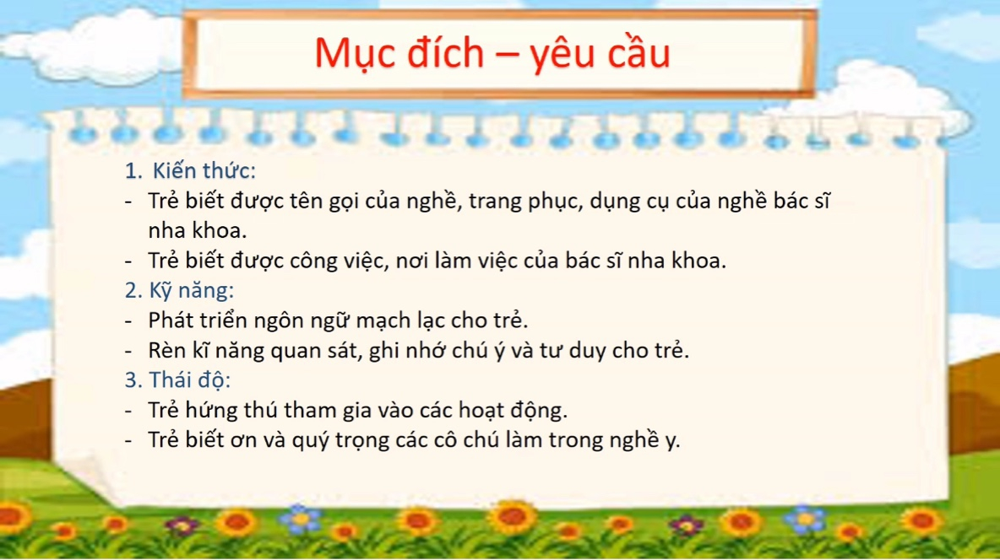 Mục đích – yêu cầu
1. Kiến thức:
- Trẻ biết được tên gọi của nghề, trang phục, dụng cụ của nghề bác sĩ
nha khoa.
- Trẻ biết được công việc, nơi làm việc của bác sĩ nha khoa.
2. Kỹ năng:
- Phát triển ngôn ngữ mạch lạc cho trẻ.
- Rèn kĩ năng quan sát, ghi nhớ chú ý và tư duy cho trẻ.
3. Thái độ:
- Trẻ hứng thú tham gia vào các hoạt động.
- Trẻ biết ơn và quý trọng các cô chú làm trong nghề y.